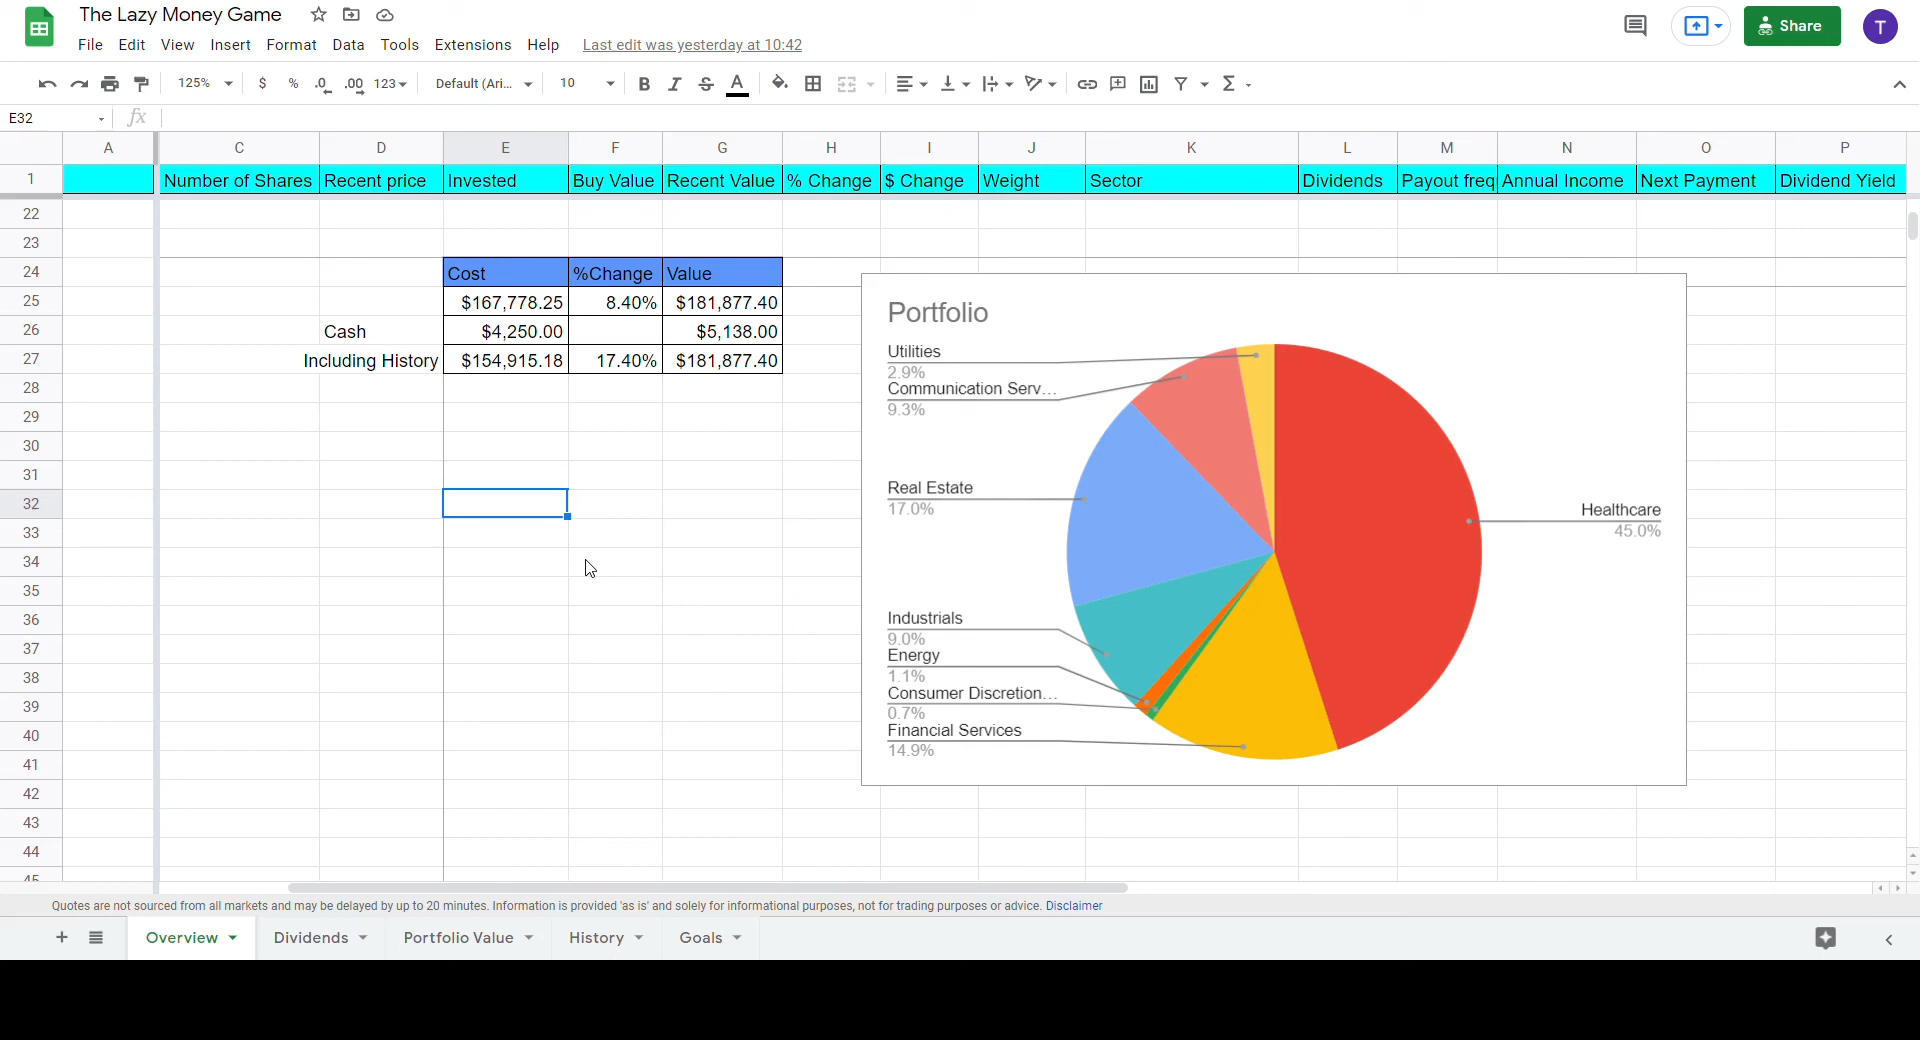 The Lazy Money Game
File Edit View Insert Format Data Tools Extensions Help Last edit was yesterday at 10:42
Share T
125% $ % .0 .00 123 Default (Ari... 10 B I S A
E32 fx
A C D E F G H I J K L M N O P
1 Number of Shares Recent price Invested Buy Value Recent Value % Change $ Change Weight Sector Dividends Payout freq Annual Income Next Payment Dividend Yield
22
23
24 Cost %Change Value
25 $167,778.25 8.40% $181,877.40
26 Cash $4,250.00 $5,138.00
27 Including History $154,915.18 17.40% $181,877.40
28
29
30
31
32
33
34
35
36
37
38
39
40
41
42
43
44
45
Portfolio
Utilities
2.9%
Communication Serv...
9.3%
Real Estate
17.0%
Healthcare
45.0%
Industrials
9.0%
Energy
1.1%
Consumer Discretion...
0.7%
Financial Services
14.9%
Quotes are not sourced from all markets and may be delayed by up to 20 minutes. Information is provided 'as is' and solely for informational purposes, not for trading purposes or advice. Disclaimer
+ Overview Dividends Portfolio Value History Goals